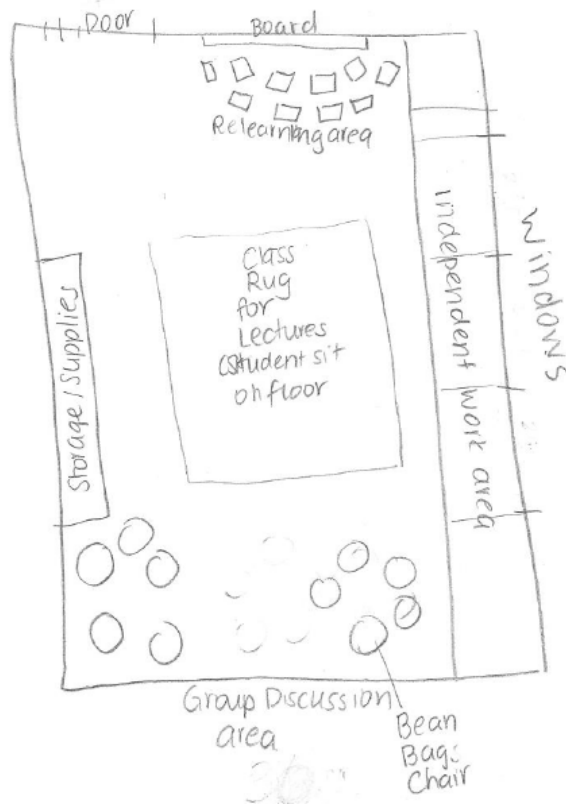 Door
Board
Relearning area
Class
Rug
for
Lectures
(Student sit
on floor
Storage/Supplies
independent work area
Windows
Group Discussion
area
Bean
Bag:
Chair